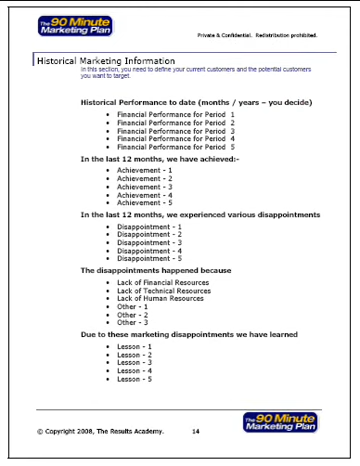 The 90 Minute
Marketing Plan
Private & Confidential. Redistribution prohibited.
Historical Marketing Information
In this section, you need to define your current customers and the potential customers
you want to target.
Historical Performance to date (months / years – you decide)
• Financial Performance for Period 1
• Financial Performance for Period 2
• Financial Performance for Period 3
• Financial Performance for Period 4
• Financial Performance for Period 5
In the last 12 months, we have achieved:-
• Achievement - 1
• Achievement - 2
• Achievement - 3
• Achievement - 4
• Achievement - 5
In the last 12 months, we experienced various disappointments
• Disappointment - 1
• Disappointment - 2
• Disappointment - 3
• Disappointment - 4
• Disappointment - 5
The disappointments happened because
• Lack of Financial Resources
• Lack of Technical Resources
• Lack of Human Resources
• Other - 1
• Other - 2
• Other - 3
Due to these marketing disappointments we have learned
• Lesson - 1
• Lesson - 2
• Lesson - 3
• Lesson - 4
• Lesson - 5
© Copyright 2008, The Results Academy. 14
The 90 Minute
Marketing Plan